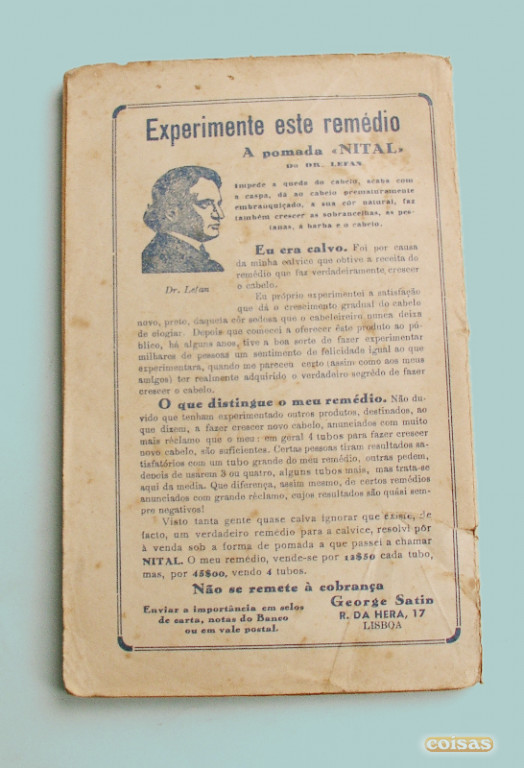 Experimente este remédio
A pomada «NITAL»
DO DR. LEFAN
Impede a queda do cabelo, acaba com
a caspa, dá ao cabelo prematuramente
embranquiçado, a sua côr natural, faz
também crescer as sobrancelhas, as pes-
tanas, a barba e o cabelo.
Dr. Lefan
Eu era calvo. Foi por causa
da minha calvice que obtive a receita do
remédio que faz verdadeiramente crescer
o cabelo.
Eu próprio experimentei a satisfação
que dá o crescimento gradual do cabelo
novo, preto, daquela côr sedosa que o cabeleireiro nunca deixa
de elogiar. Depois que comecei a oferecer êste produto ao pú-
blico, há alguns anos, tive a boa sorte de fazer experimentar
milhares de pessoas um sentimento de felicidade igual ao que
experimentara, quando me pareceu certo (assim como aos meus
amigos) ter realmente adquirido o verdadeiro segrêdo de fazer
crescer o cabelo.
O que distingue o meu remédio. Não du-
vido que tenham experimentado outros produtos, destinados, ao
que dizem, a fazer crescer novo cabelo, anunciados com muito
mais réclamo que o meu: em geral 4 tubos para fazer crescer
novo cabelo, são suficientes. Certas pessoas tiram resultados sa-
tisfatórios com um tubo grande do meu remédio, outras pedem,
depois de usarem 3 ou quatro, alguns tubos mais, mas trata-se
aqui da media. Que diferença, assim mesmo, de certos remédios
anunciados com grande réclamo, cujos resultados são quási sem-
pre negativos!
Visto tanta gente quase calva ignorar que existe, de
facto, um verdadeiro remédio para a calvice, resolvi pôr
à venda sob a forma de pomada a que passei a chamar
NITAL. O meu remédio, vende-se por 12$50 cada tubo,
mas, por 45$00, vendo 4 tubos.
Não se remete à cobrança
Enviar a importância em selos
de carta, notas do Banco
ou em vale postal.
George Satin
R. DA HERA, 17
LISBOA
coisas